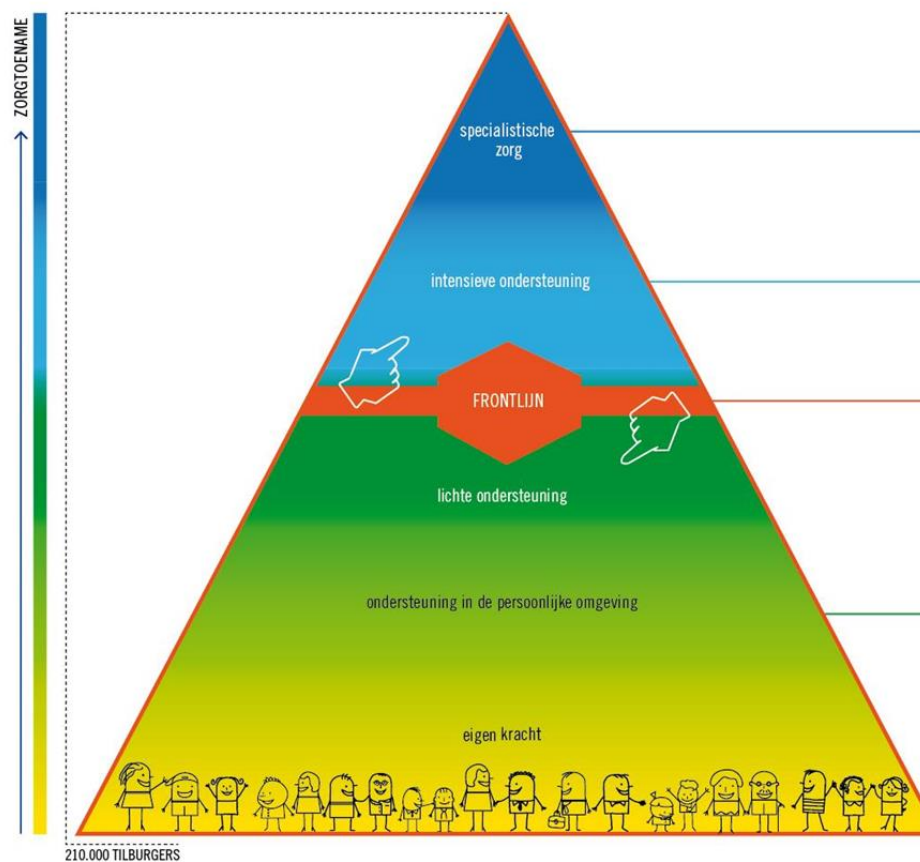 ZORGTOENAME
specialistische
zorg
intensieve ondersteuning
FRONTLIJN
lichte ondersteuning
ondersteuning in de persoonlijke omgeving
eigen kracht
210.000 TILBURGERS